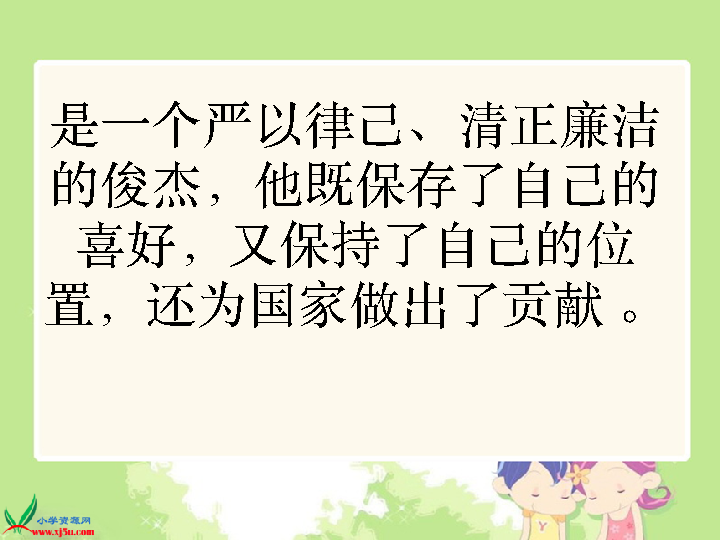 是一个严以律己、清正廉洁
的俊杰，他既保存了自己的
喜好，又保持了自己的位
置，还为国家做出了贡献 。
小学资源网
www.xj5u.com